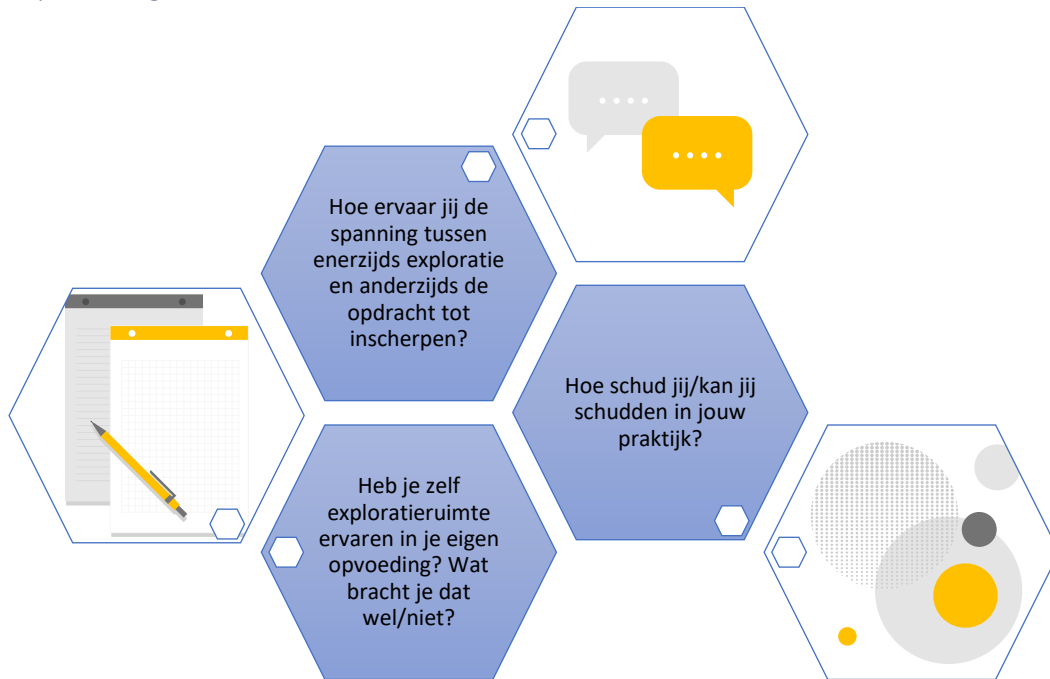 Hoe ervaar jij de
spanning tussen
enerzijds exploratie
en anderzijds de
opdracht tot
inscherpen?
Hoe schud jij/kan jij
schudden in jouw
praktijk?
Heb je zelf
exploratieruimte
ervaren in je eigen
opvoeding? Wat
bracht je dat
wel/niet?